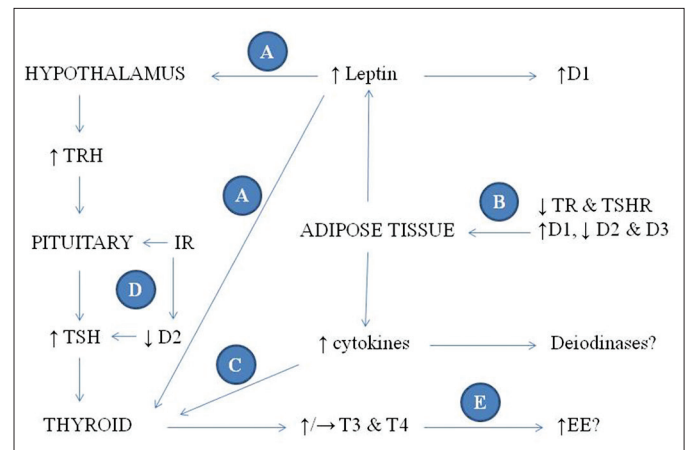 A
HYPOTHALAMUS ↑ Leptin ↑D1
↑ TRH
A
B
↓ TR & TSHR
PITUITARY IR ADIPOSE TISSUE ↑D1, ↓ D2 & D3
D
↑ TSH ↓ D2 ↑ cytokines Deiodinases?
C
E
THYROID ↑/→ T3 & T4 ↑EE?